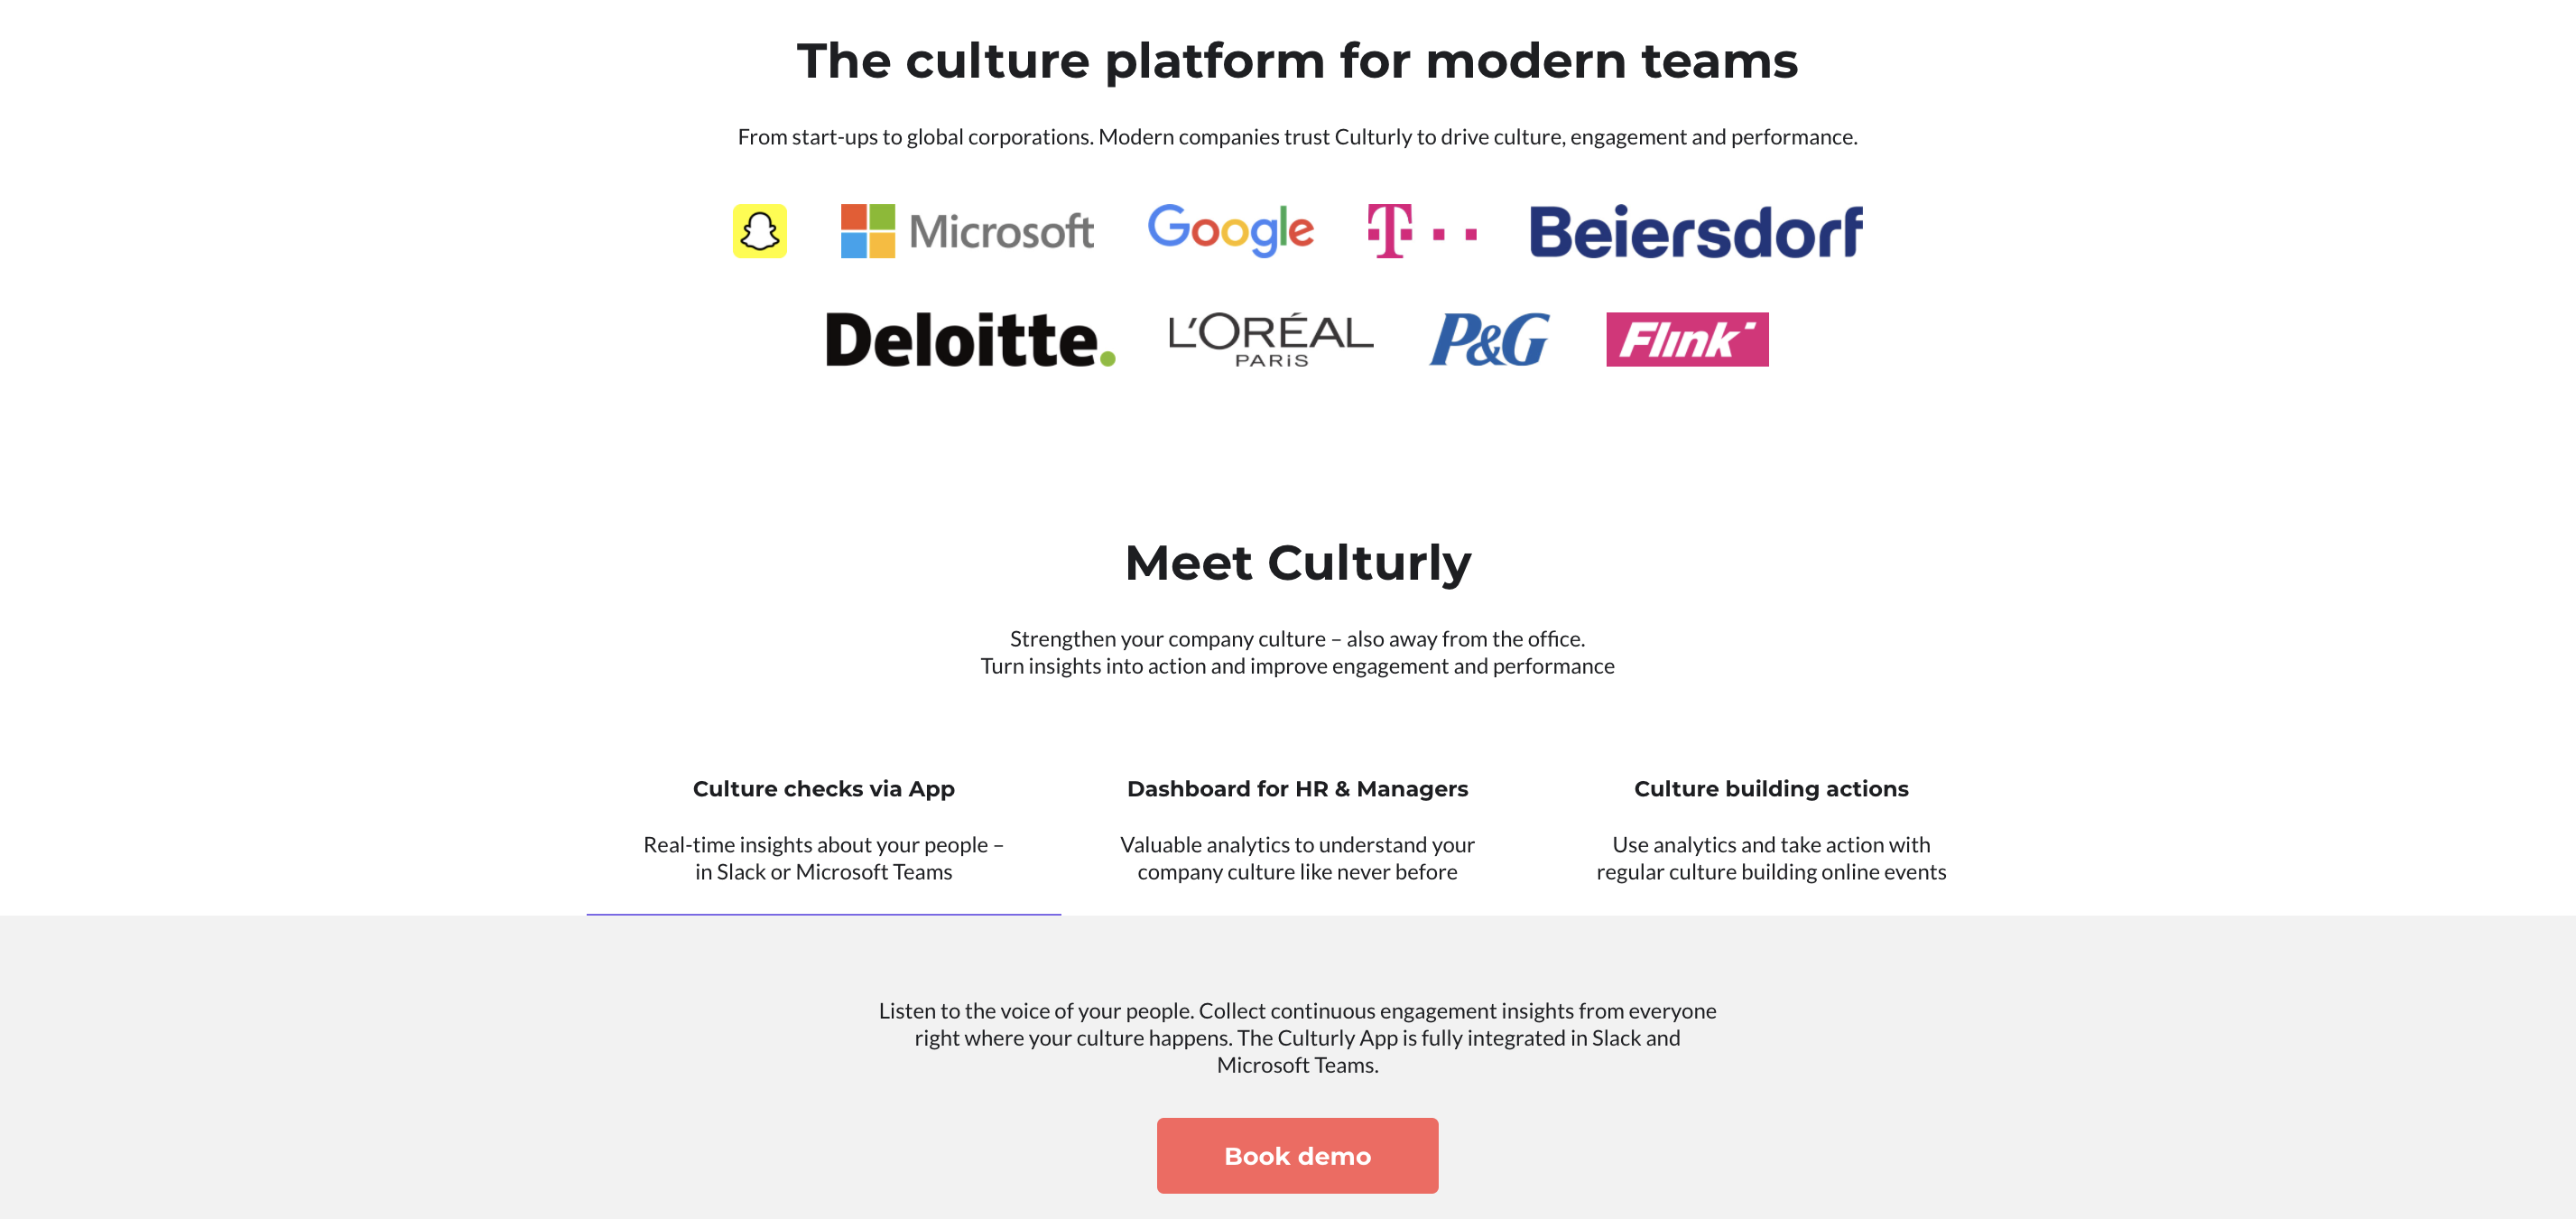 The culture platform for modern teams
From start-ups to global corporations. Modern companies trust Culturly to drive culture, engagement and performance.
Microsoft Google T Beiersdorf
Deloitte. L'ORÉAL P&G Flink
PARiS
Meet Culturly
Strengthen your company culture – also away from the office.
Turn insights into action and improve engagement and performance
Culture checks via App
Real-time insights about your people –
in Slack or Microsoft Teams
Dashboard for HR & Managers
Valuable analytics to understand your
company culture like never before
Culture building actions
Use analytics and take action with
regular culture building online events
Listen to the voice of your people. Collect continuous engagement insights from everyone
right where your culture happens. The Culturly App is fully integrated in Slack and
Microsoft Teams.
Book demo